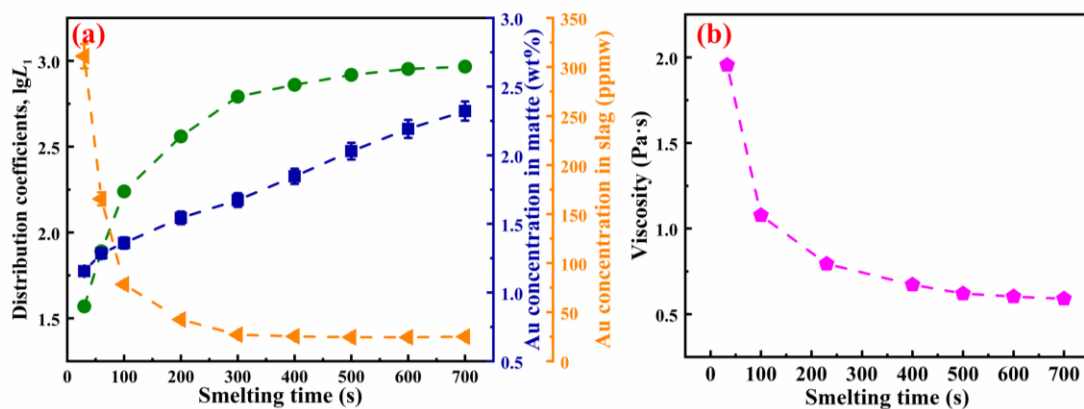 (a)
Distribution coefficients, lgL1
3.0
2.5
2.0
1.5
0 100 200 300 400 500 600 700
Smelting time (s)
3.0
2.5
2.0
1.5
1.0
0.5
Au concentration in matte (wt%)
350
300
250
200
150
100
50
0
Au concentration in slag (ppmw)
(b)
Viscosity (Pa·s)
2.0
1.5
1.0
0.5
0 100 200 300 400 500 600 700
Smelting time (s)